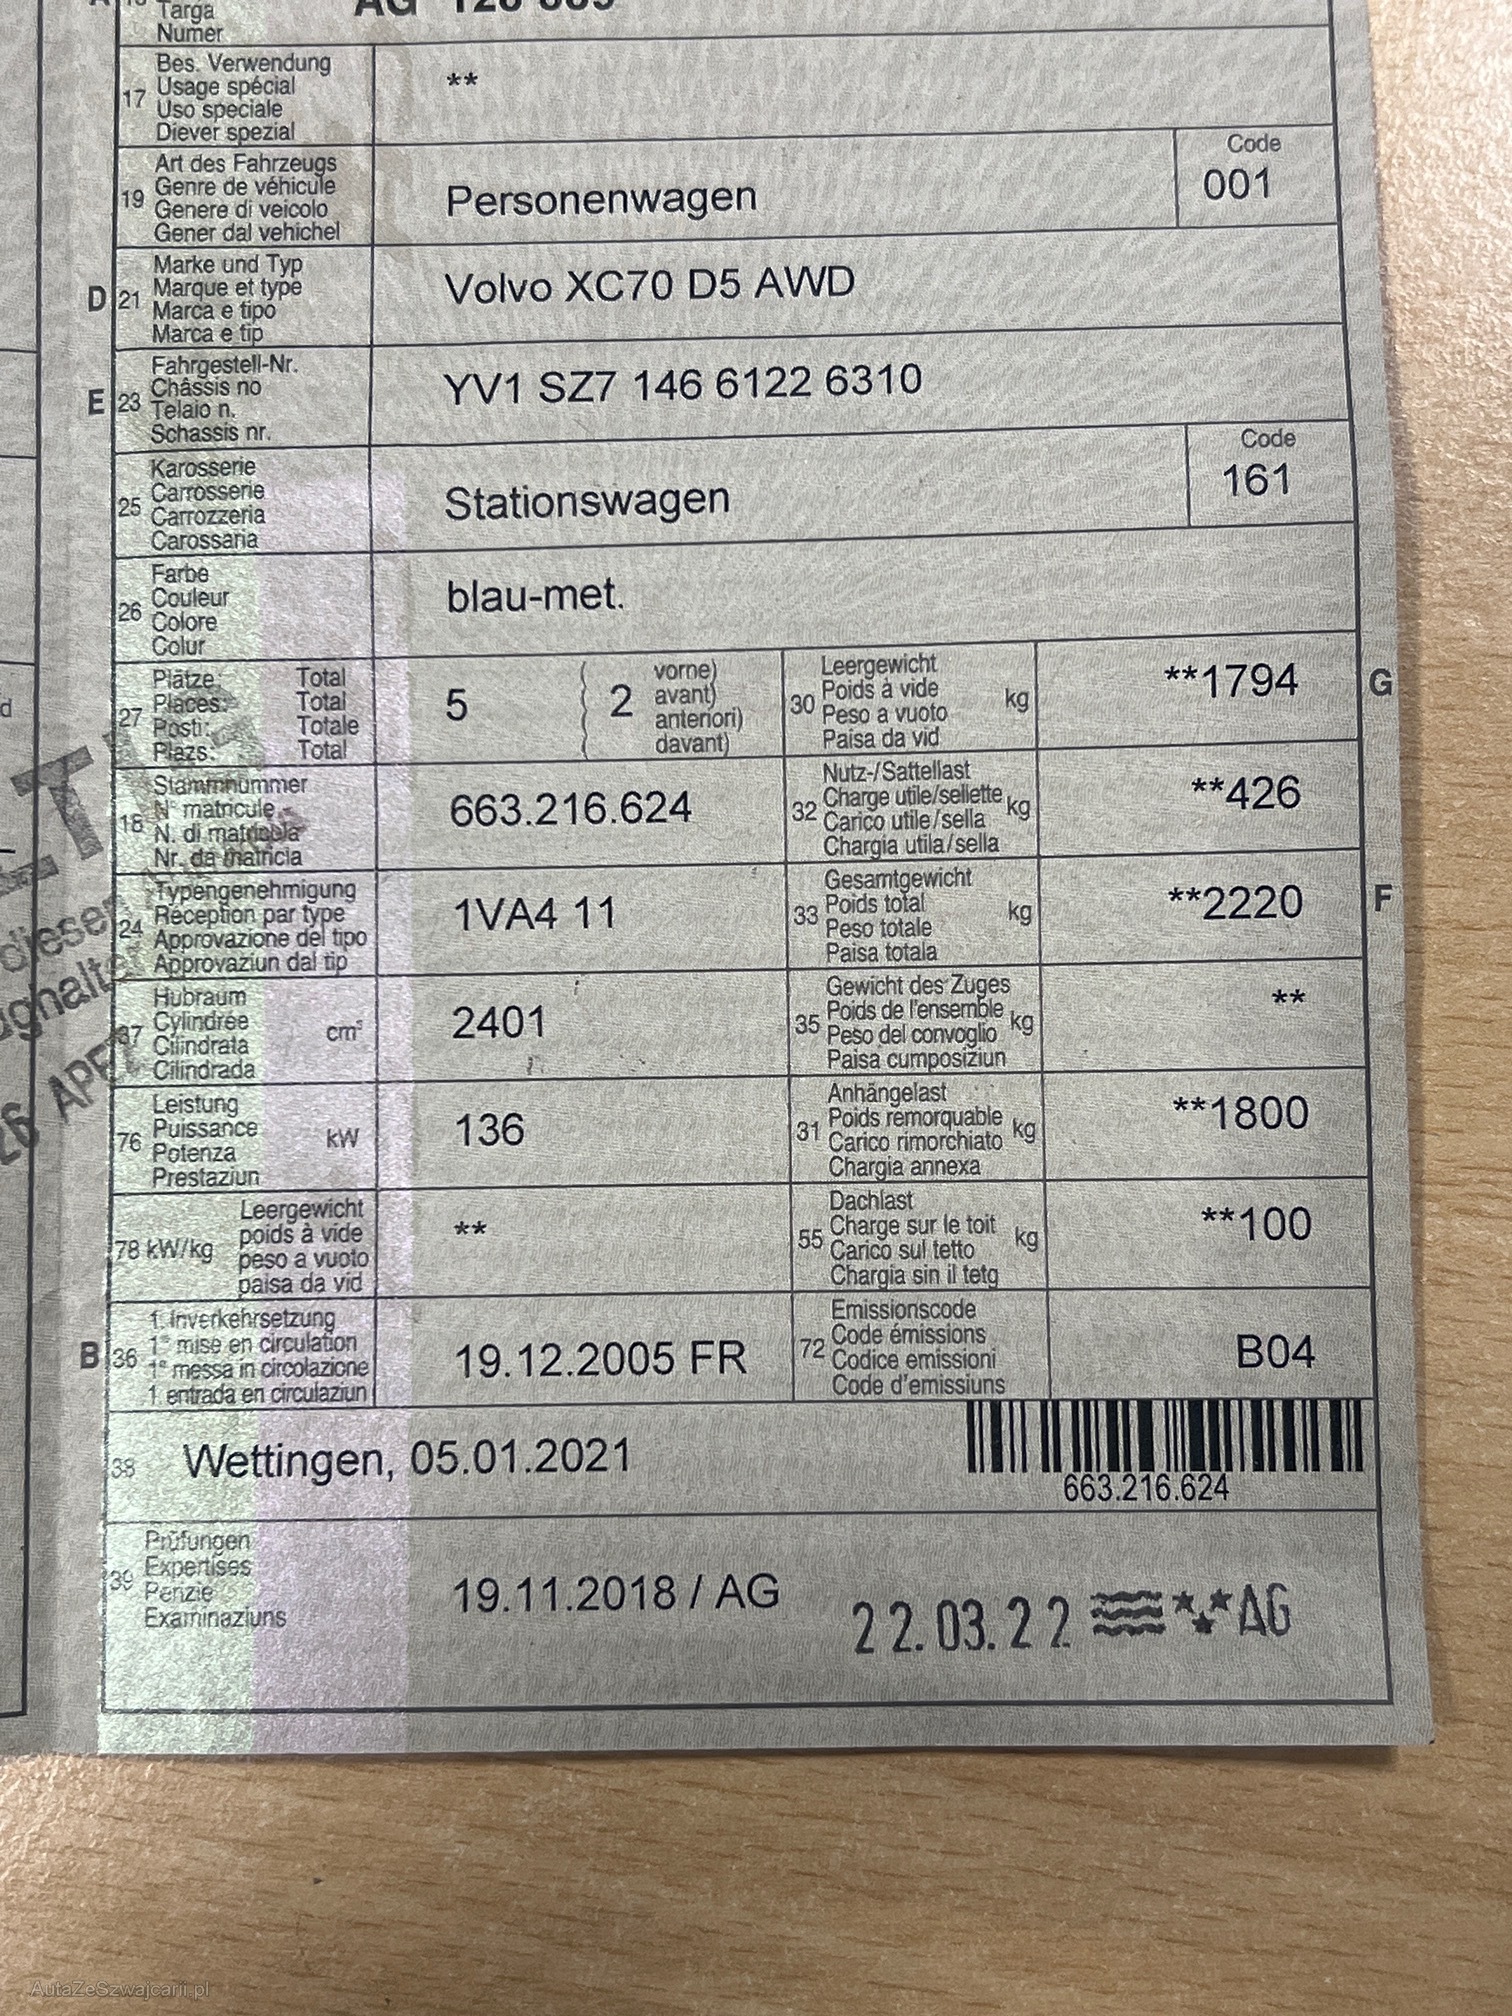 Targa
Numer
17 Bes. Verwendung
Usage spécial
Uso speciale
Diever spezial
**
19 Art des Fahrzeugs
Genre de véhicule
Genere di veicolo
Gener dal vehichel
Personenwagen
Code
001
D 21 Marke und Typ
Marque et type
Marca e tipo
Marca e tip
Volvo XC70 D5 AWD
E 23 Fahrgestell-Nr.
Châssis no
Telaio n.
Schassis nr.
YV1 SZ7 146 6122 6310
25 Karosserie
Carrosserie
Carrozzeria
Carossaria
Stationswagen
Code
161
26 Farbe
Couleur
Colore
Colur
blau-met.
27 Plätze: Total
Places: Total
Posti: Totale
Plazs: Total
5 ( 2 vorne)
avant)
anteriori)
davant)
30 Leergewicht
Poids à vide kg
Peso a vuoto
Paisa da vid
**1794 G
18 Stammnummer
N° matricule
N. di matricola
Nr. da matricla
663.216.624
32 Nutz-/Sattellast
Charge utile/sellette kg
Carico utile/sella
Chargia utila/sella
**426
24 Typengenehmigung
Réception par type
Approvazione del tipo
Approvaziun dal tip
1VA4 11
33 Gesamtgewicht
Poids total kg
Peso totale
Paisa totala
**2220 F
37 Hubraum
Cylindrée cm³
Cilindrata
Cilindrada
2401
35 Gewicht des Zuges
Poids de l'ensemble kg
Peso del convoglio
Paisa cumposiziun
**
76 Leistung
Puissance kW
Potenza
Prestaziun
136
31 Anhängelast
Poids remorquable kg
Carico rimorchiato
Chargia annexa
**1800
78 kW/kg Leergewicht
poids à vide
peso a vuoto
paisa da vid
**
55 Dachlast
Charge sur le toit kg
Carico sul tetto
Chargia sin il tetg
**100
B 36 1. Inverkehrsetzung
1re mise en circulation
1a messa in circolazione
1. entrada en circulaziun
19.12.2005 FR
72 Emissionscode
Code émissions
Codice emissioni
Code d'emissiuns
B04
38 Wettingen, 05.01.2021
663.216.624
39 Prüfungen
Expertises
Perizie
Examinaziuns
19.11.2018 / AG
22.03.22 AG
AutaZeSzwajcarii.pl